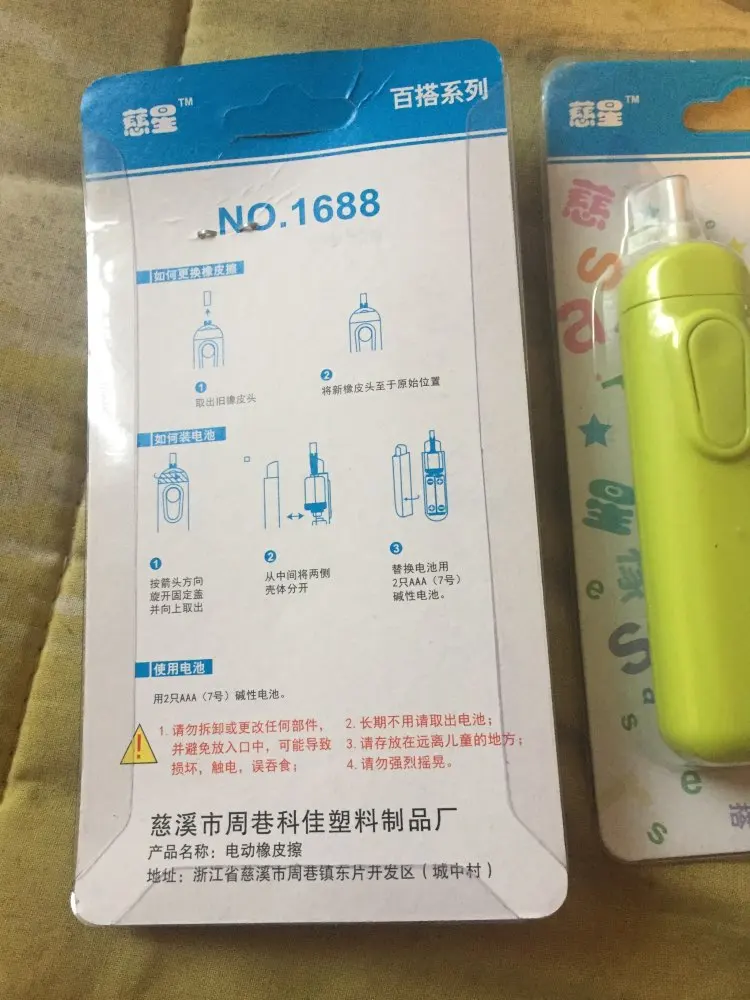 慈星™
百搭系列
NO.1688
如何更换橡皮擦
1
取出旧橡皮头
2
将新橡皮头至于原始位置
如何装电池
1
按箭头方向
旋开固定盖
并向上取出
2
从中间将两侧
壳体分开
3
替换电池用
2只AAA（7号）
碱性电池。
使用电池
用2只AAA（7号）碱性电池。
1.请勿拆卸或更改任何部件，
并避免放入口中，可能导致
损坏，触电，误吞食；
2.长期不用请取出电池；
3.请存放在远离儿童的地方；
4.请勿强烈摇晃。
慈溪市周巷科佳塑料制品厂
产品名称：电动橡皮擦
地址：浙江省慈溪市周巷镇东片开发区（城中村）
慈星™
慈
S
S
a
s
e
S
搭